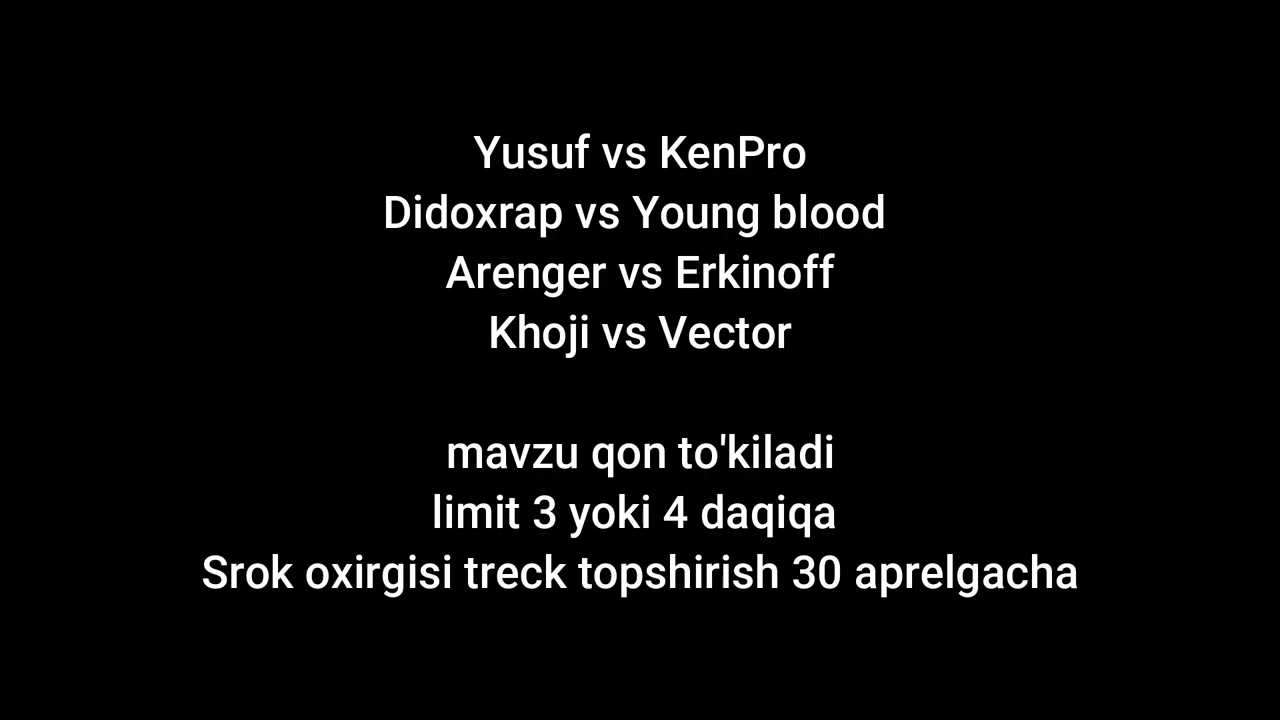 Yusuf vs KenPro
Didoxrap vs Young blood
Arenger vs Erkinoff
Khoji vs Vector
mavzu qon to'kiladi
limit 3 yoki 4 daqiqa
Srok oxirgisi treck topshirish 30 aprelgacha